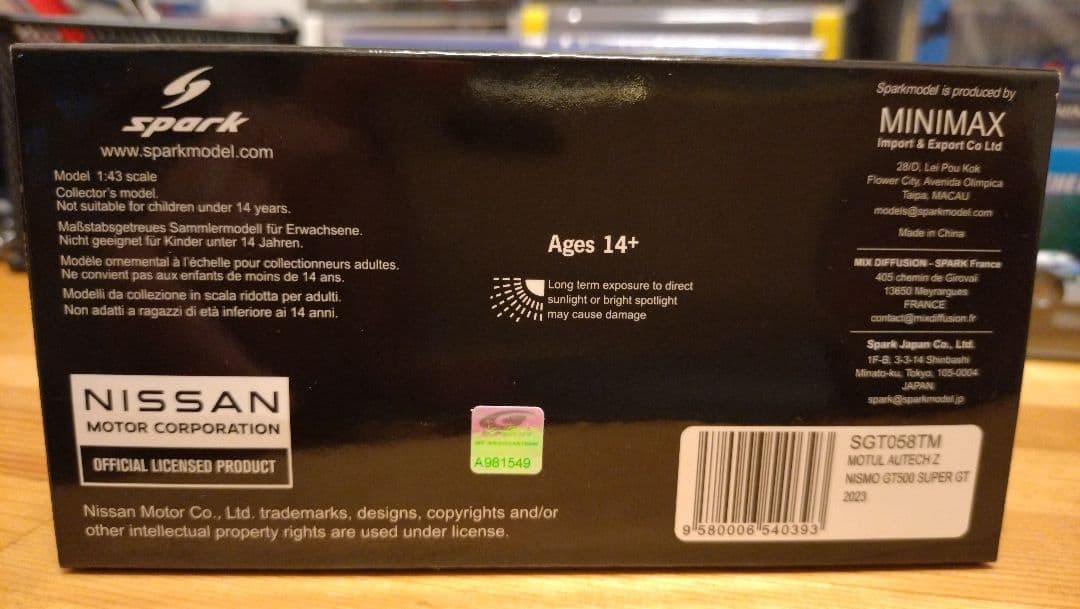 spark
www.sparkmodel.com
Model 1:43 scale
Collector's model.
Not suitable for children under 14 years.
Maßstabsgetreues Sammlermodell für Erwachsene.
Nicht geeignet für Kinder unter 14 Jahren.
Modèle ornemental à l'échelle pour collectionneurs adultes.
Ne convient pas aux enfants de moins de 14 ans.
Modelli da collezione in scala ridotta per adulti.
Non adatti a ragazzi di età inferiore ai 14 anni.
NISSAN
MOTOR CORPORATION
OFFICIAL LICENSED PRODUCT
Nissan Motor Co., Ltd. trademarks, designs, copyrights and/or
other intellectual property rights are used under license.
Ages 14+
Long term exposure to direct
sunlight or bright spotlight
may cause damage
A981549
Sparkmodel is produced by
MINIMAX
Import & Export Co Ltd
28/D, Lei Pou Kok
Flower City, Avenida Olimpica
Taipa, MACAU
models@sparkmodel.com
Made in China
MIX DIFFUSION - SPARK France
405 chemin de Girovai
13650 Meyrargues
FRANCE
contact@mixdiffusion.fr
Spark Japan Co., Ltd.
1F-B, 3-3-14 Shinbashi
Minato-ku, Tokyo, 105-0004
JAPAN
spark@sparkmodel.jp
SGT058TM
MOTUL AUTECH Z
NISMO GT500 SUPER GT
2023
9 580006 540393